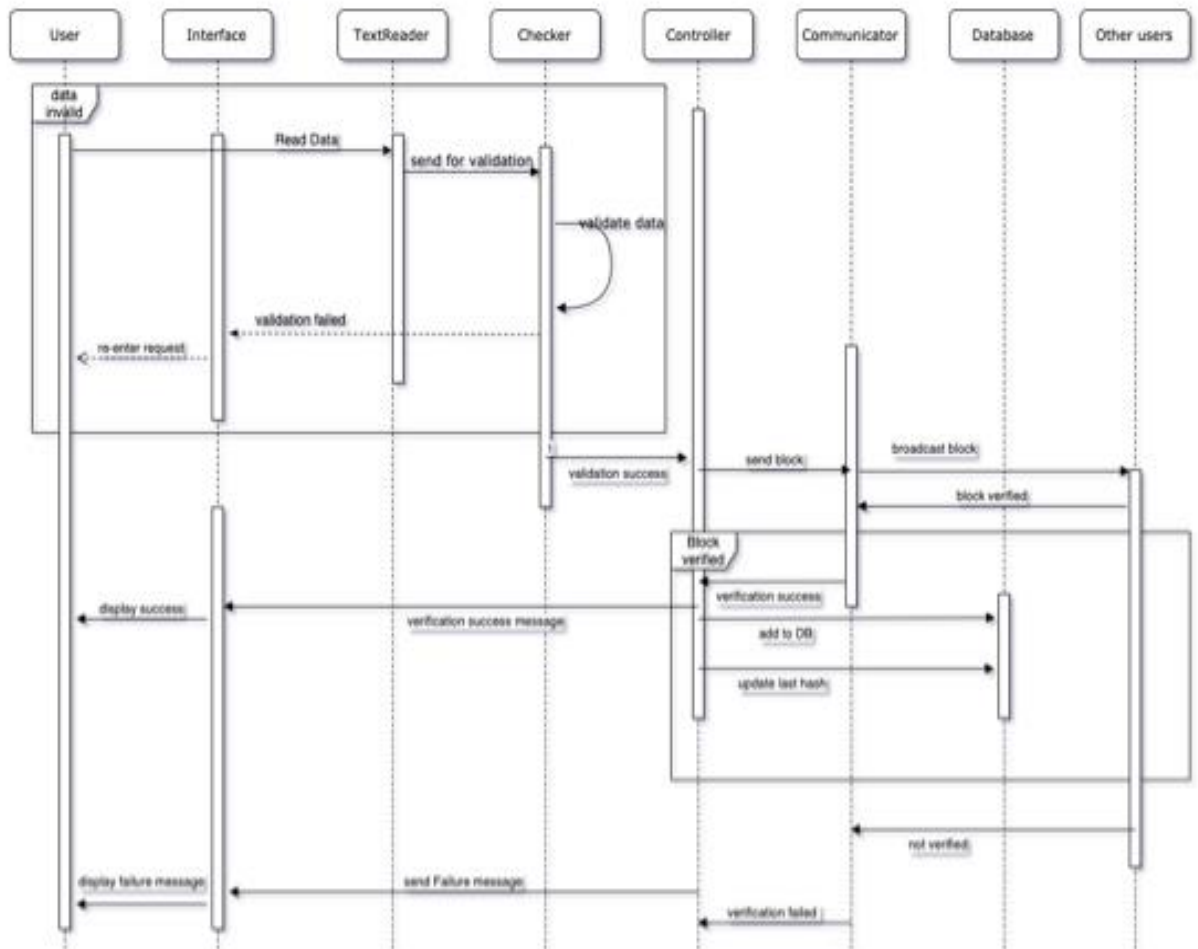 User
Interface
TextReader
Checker
Controller
Communicator
Database
Other users
data
invalid
Read Data;
send for validation
validate data
validation failed
re-enter request;
validation success;
send block;
broadcast block;
block verified;
Block
verified
verification success;
display success;
verification success message;
add to DB;
update last hash;
not verified;
display failure message;
send Failure message;
verification failed ;